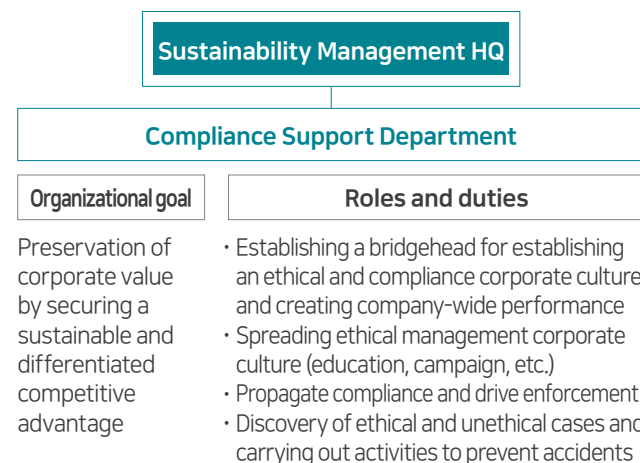 Sustainability Management HQ
Compliance Support Department
Organizational goal
Roles and duties
Preservation of
corporate value
by securing a
sustainable and
differentiated
competitive
advantage
· Establishing a bridgehead for establishing
an ethical and compliance corporate culture
and creating company-wide performance
· Spreading ethical management corporate
culture (education, campaign, etc.)
· Propagate compliance and drive enforcement
· Discovery of ethical and unethical cases and
carrying out activities to prevent accidents